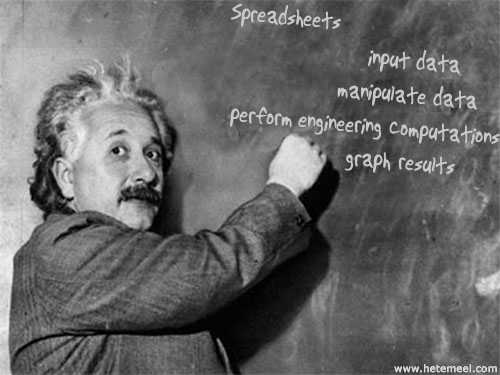 Spreadsheets
input data
manipulate data
perform engineering computations
graph results
www.hetemeel.com